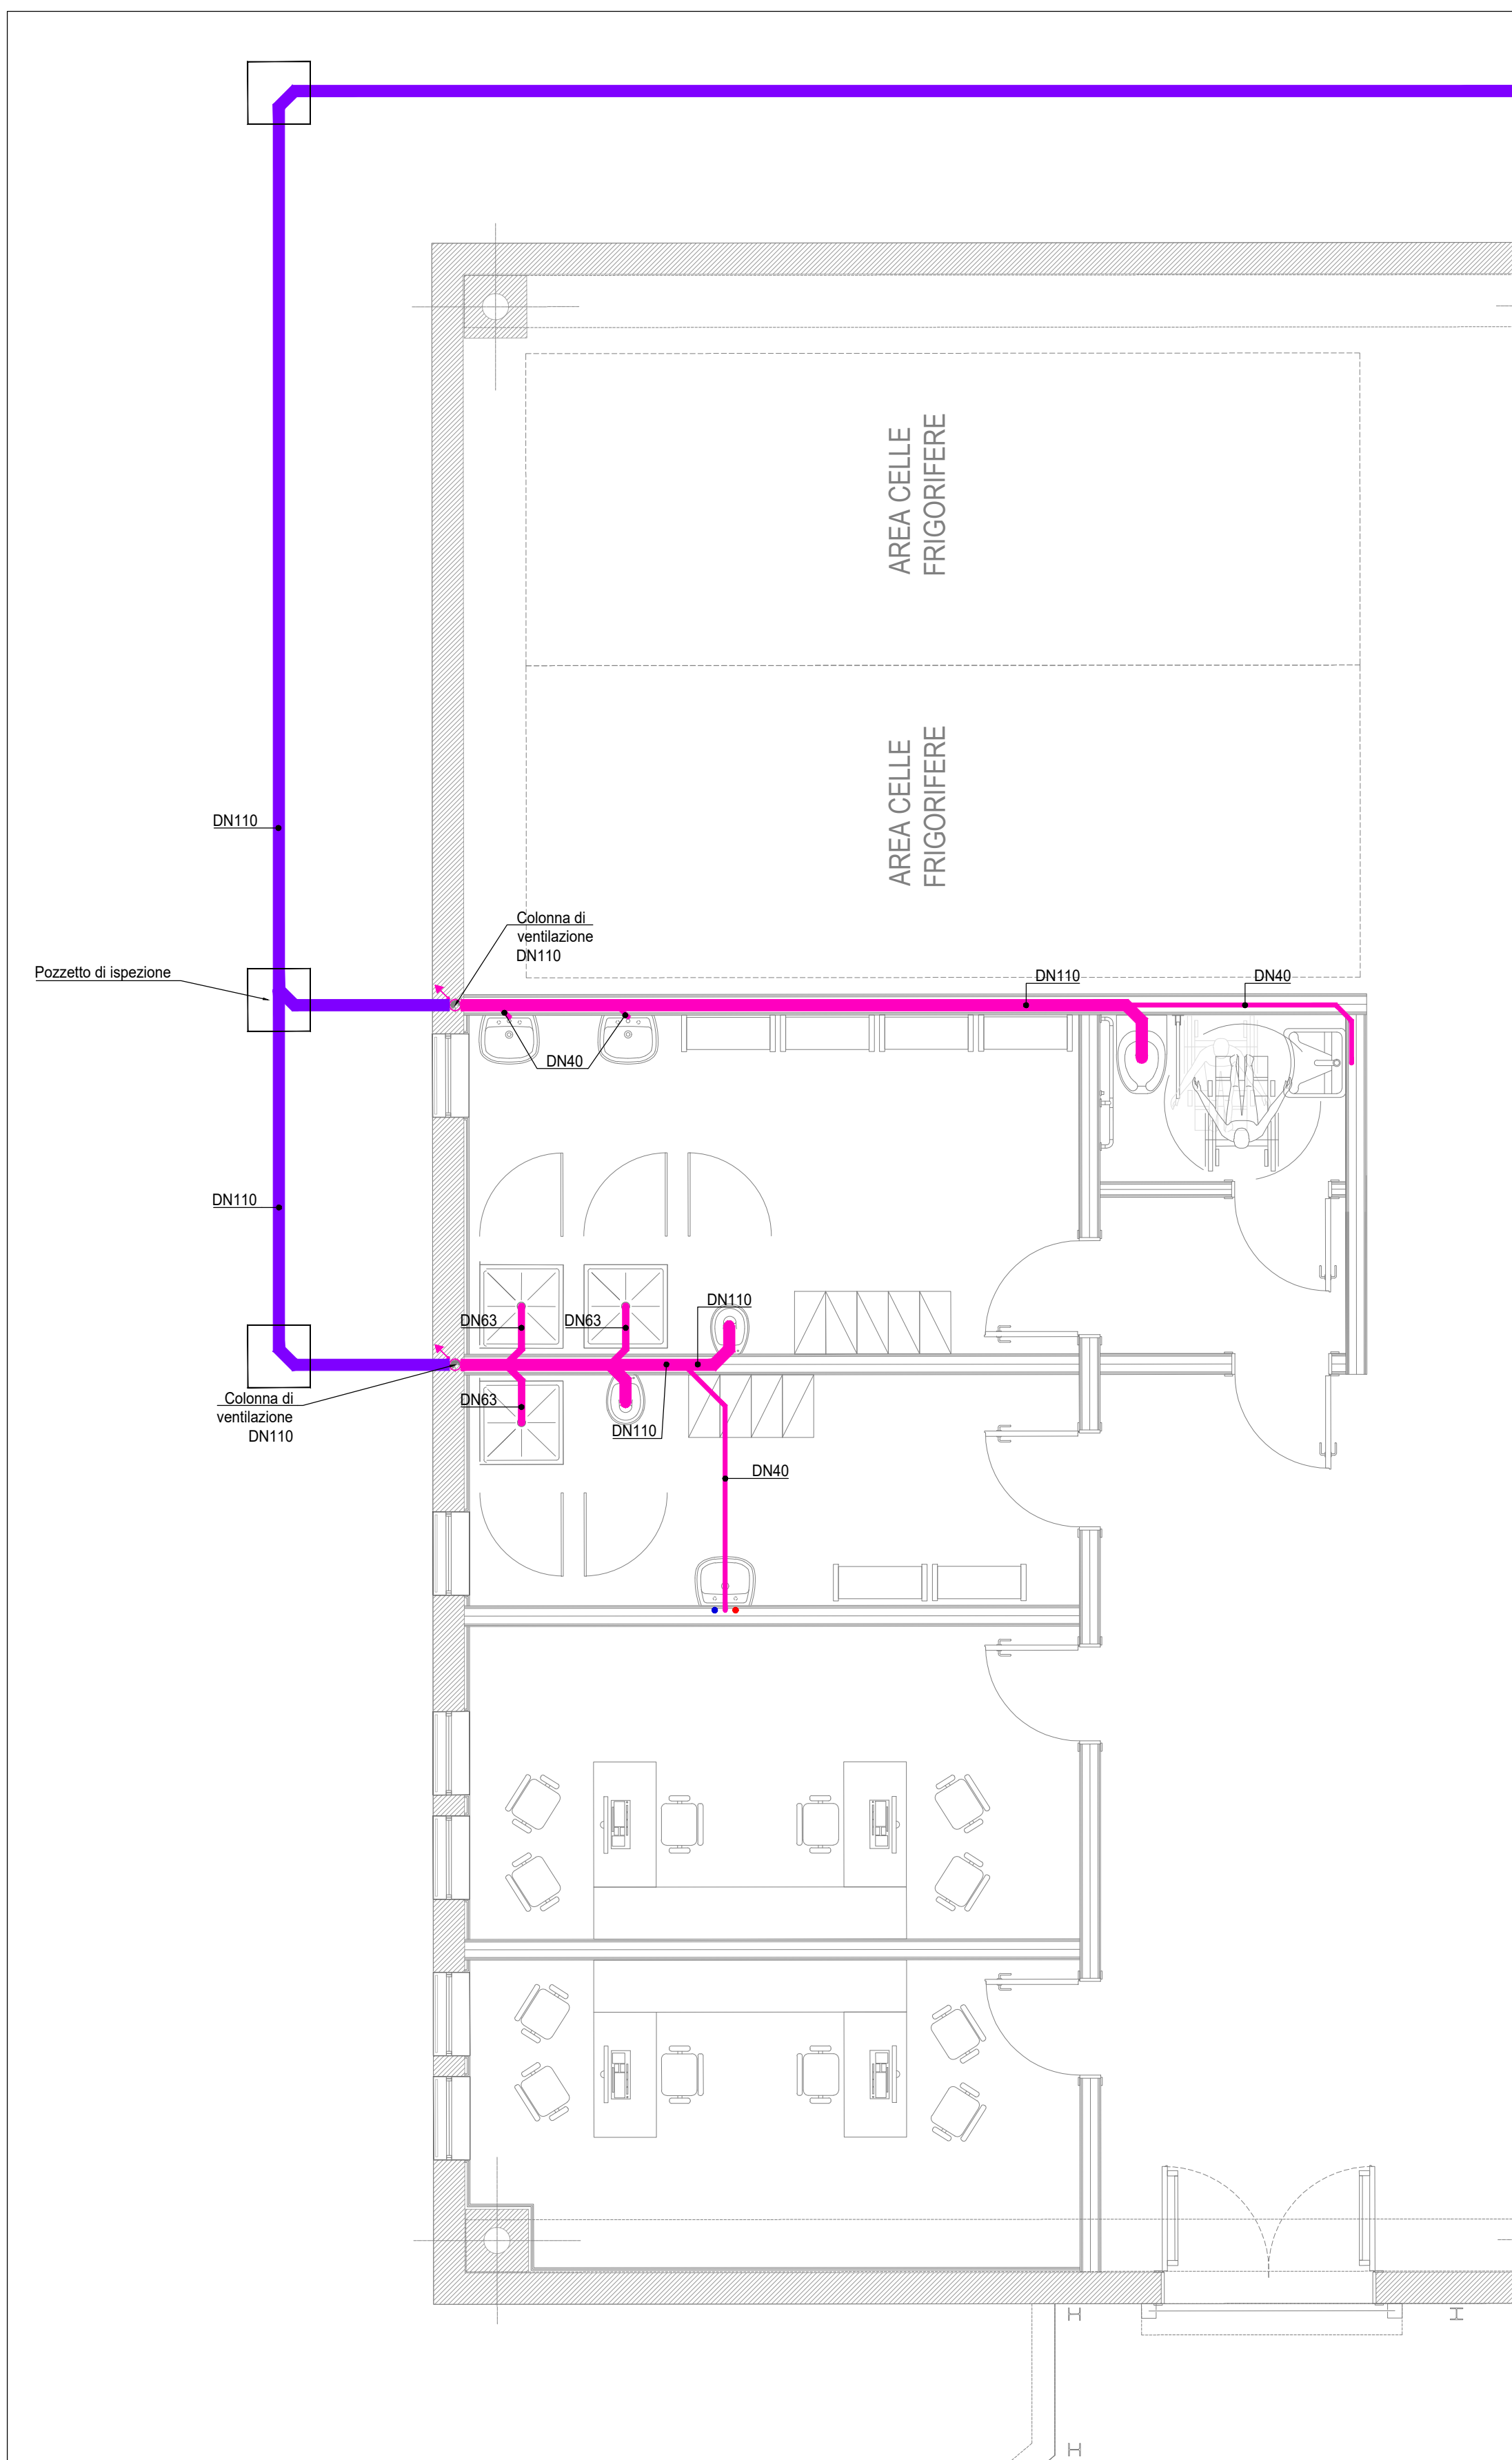 AREA CELLE
FRIGORIFERE
AREA CELLE
FRIGORIFERE
DN110
Colonna di
ventilazione
DN110
Pozzetto di ispezione
DN110
DN40
DN40
DN110
DN110
DN63
DN63
DN63
Colonna di
ventilazione
DN110
DN110
DN40